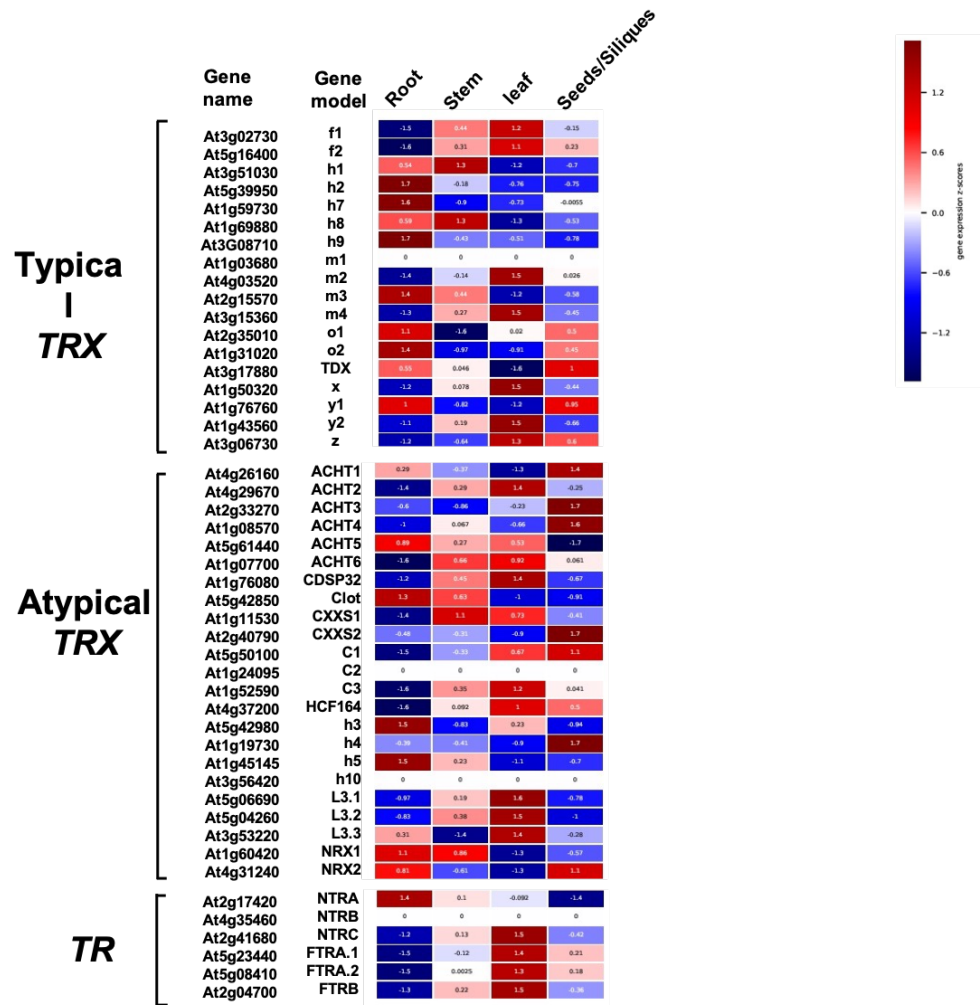 Gene name Gene model Root Stem leaf Seeds/Siliques
Typica
l
TRX
At3g02730 f1 -1.5 0.44 1.2 -0.15
At5g16400 f2 -1.6 0.31 1.1 0.23
At3g51030 h1 0.54 1.3 -1.2 -0.7
At5g39950 h2 1.7 -0.18 -0.76 -0.75
At1g59730 h7 1.6 -0.9 -0.73 -0.0055
At1g69880 h8 0.59 1.3 -1.3 -0.53
At3G08710 h9 1.7 -0.43 -0.51 -0.78
At1g03680 m1 0 0 0 0
At4g03520 m2 -1.4 -0.14 1.5 0.026
At2g15570 m3 1.4 0.44 -1.2 -0.58
At3g15360 m4 -1.3 0.27 1.5 -0.45
At2g35010 o1 1.1 -1.6 0.02 0.5
At1g31020 o2 1.4 -0.97 -0.91 0.45
At3g17880 TDX 0.55 0.046 -1.6 1
At1g50320 x -1.2 0.078 1.5 -0.44
At1g76760 y1 1 -0.82 -1.2 0.95
At1g43560 y2 -1.1 0.19 1.5 -0.66
At3g06730 z -1.2 -0.64 1.3 0.6
Atypical
TRX
At4g26160 ACHT1 0.29 -0.37 -1.3 1.4
At4g29670 ACHT2 -1.4 0.29 1.4 -0.25
At2g33270 ACHT3 -0.6 -0.86 -0.23 1.7
At1g08570 ACHT4 -1 0.067 -0.66 1.6
At5g61440 ACHT5 0.89 0.27 0.53 -1.7
At1g07700 ACHT6 -1.6 0.66 0.92 0.061
At1g76080 CDSP32 -1.2 0.45 1.4 -0.67
At5g42850 Clot 1.3 0.63 -1 -0.91
At1g11530 CXXS1 -1.4 1.1 0.73 -0.41
At2g40790 CXXS2 -0.48 -0.31 -0.9 1.7
At5g50100 C1 -1.5 -0.33 0.67 1.1
At1g24095 C2 0 0 0 0
At1g52590 C3 -1.6 0.35 1.2 0.041
At4g37200 HCF164 -1.6 0.092 1 0.5
At5g42980 h3 1.5 -0.83 0.23 -0.94
At1g19730 h4 -0.39 -0.41 -0.9 1.7
At1g45145 h5 1.5 0.23 -1.1 -0.7
At3g56420 h10 0 0 0 0
At5g06690 L3.1 -0.97 0.19 1.6 -0.78
At5g04260 L3.2 -0.83 0.38 1.5 -1
At3g53220 L3.3 0.31 -1.4 1.4 -0.28
At1g60420 NRX1 1.1 0.86 -1.3 -0.57
At4g31240 NRX2 0.81 -0.61 -1.3 1.1
TR
At2g17420 NTRA 1.4 0.1 -0.092 -1.4
At4g35460 NTRB 0 0 0 0
At2g41680 NTRC -1.2 0.13 1.5 -0.42
At5g23440 FTRA.1 -1.5 -0.12 1.4 0.21
At5g08410 FTRA.2 -1.5 0.0025 1.3 0.18
At2g04700 FTRB -1.3 0.22 1.5 -0.36
1.2
0.6
0.0
−0.6
−1.2
gene expression z-scores